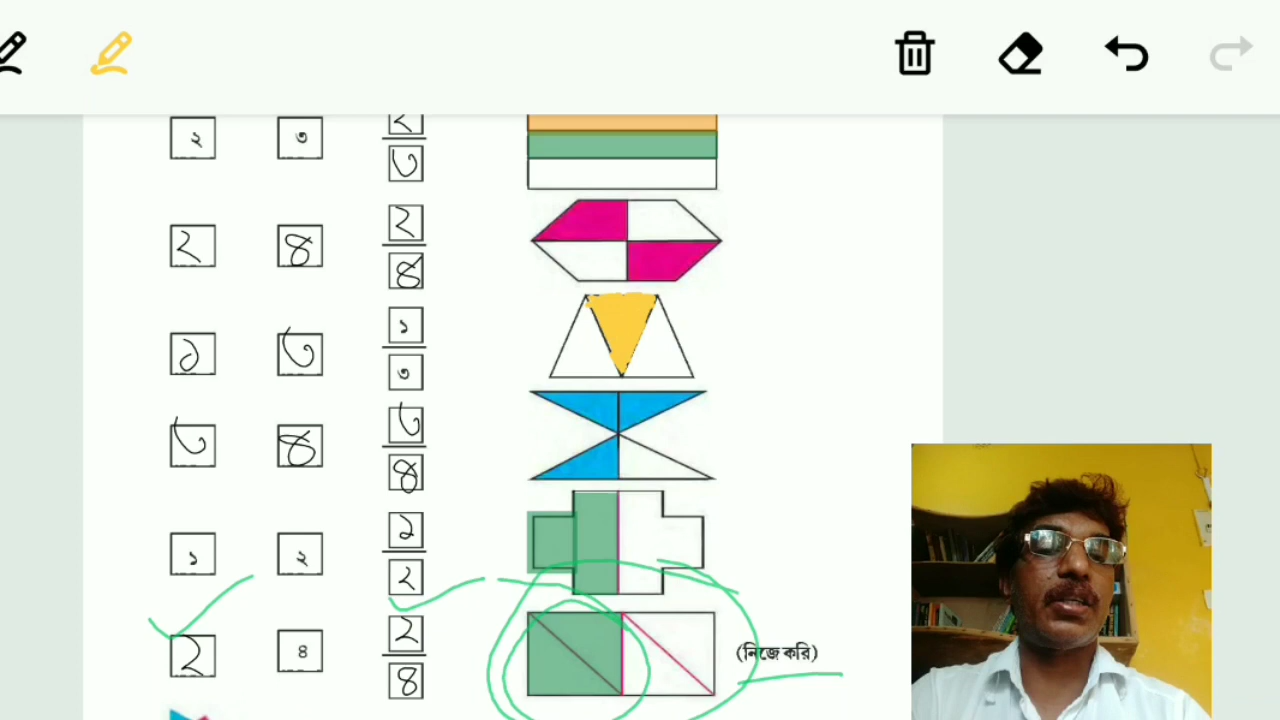 ২ ৩ ২/৩
২ ৪ ২/৪
১ ৩ ১/৩
৩ ৪ ৩/৪
১ ২ ১/২
২ ৪ ২/৪ (নিজে করি)